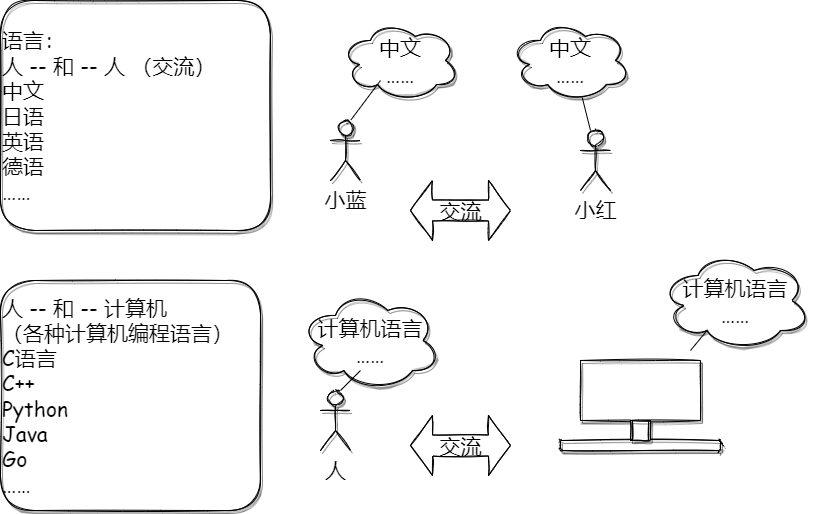 语言：
人 -- 和 -- 人 （交流）
中文
日语
英语
德语
……
中文
……
小蓝
交流
中文
……
小红
人 -- 和 -- 计算机
（各种计算机编程语言）
C语言
C++
Python
Java
Go
……
计算机语言
……
人
交流
计算机语言
……